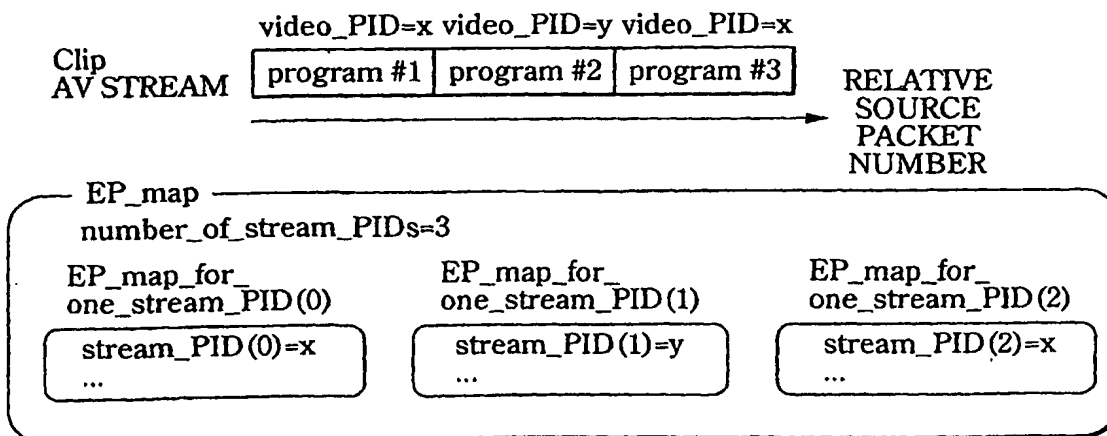 video_PID=x video_PID=y video_PID=x
Clip
AV STREAM
program #1 program #2 program #3
RELATIVE
SOURCE
PACKET
NUMBER
EP_map
number_of_stream_PIDs=3
EP_map_for_
one_stream_PID(0)
stream_PID(0)=x
...
EP_map_for_
one_stream_PID(1)
stream_PID(1)=y
...
EP_map_for_
one_stream_PID(2)
stream_PID(2)=x
...